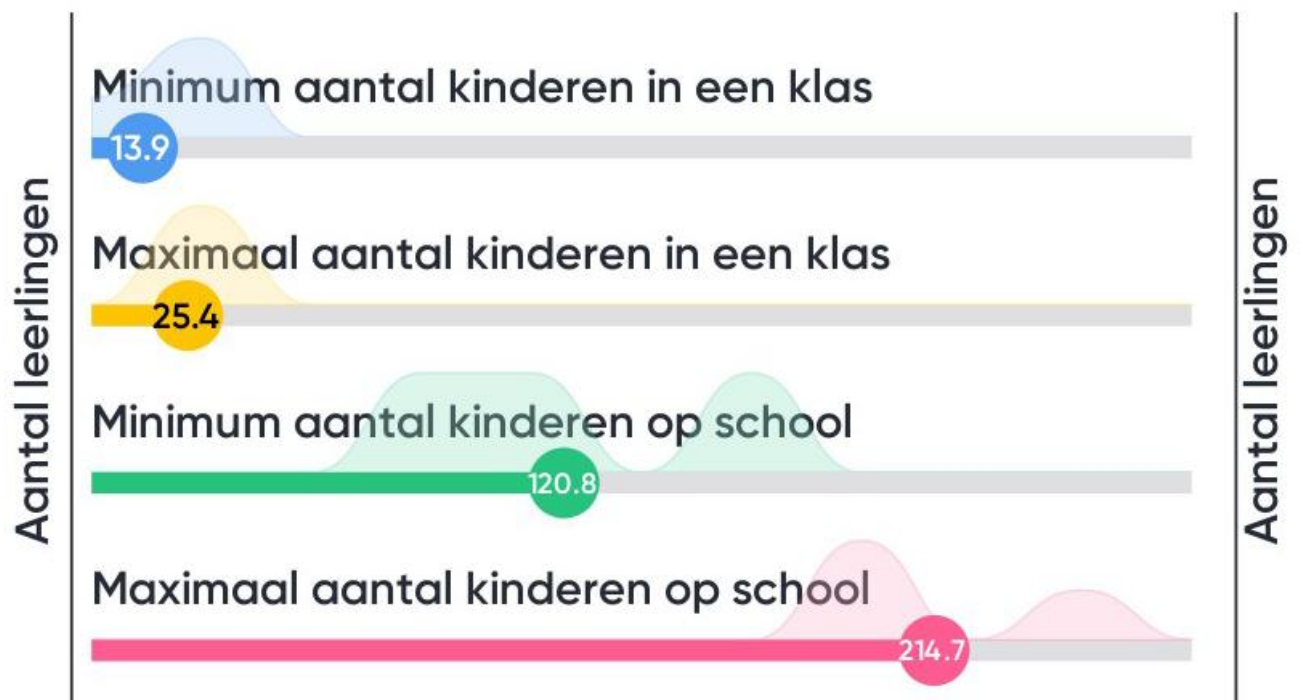 Aantal leerlingen
Minimum aantal kinderen in een klas
13.9
Maximaal aantal kinderen in een klas
25.4
Minimum aantal kinderen op school
120.8
Maximaal aantal kinderen op school
214.7
Aantal leerlingen